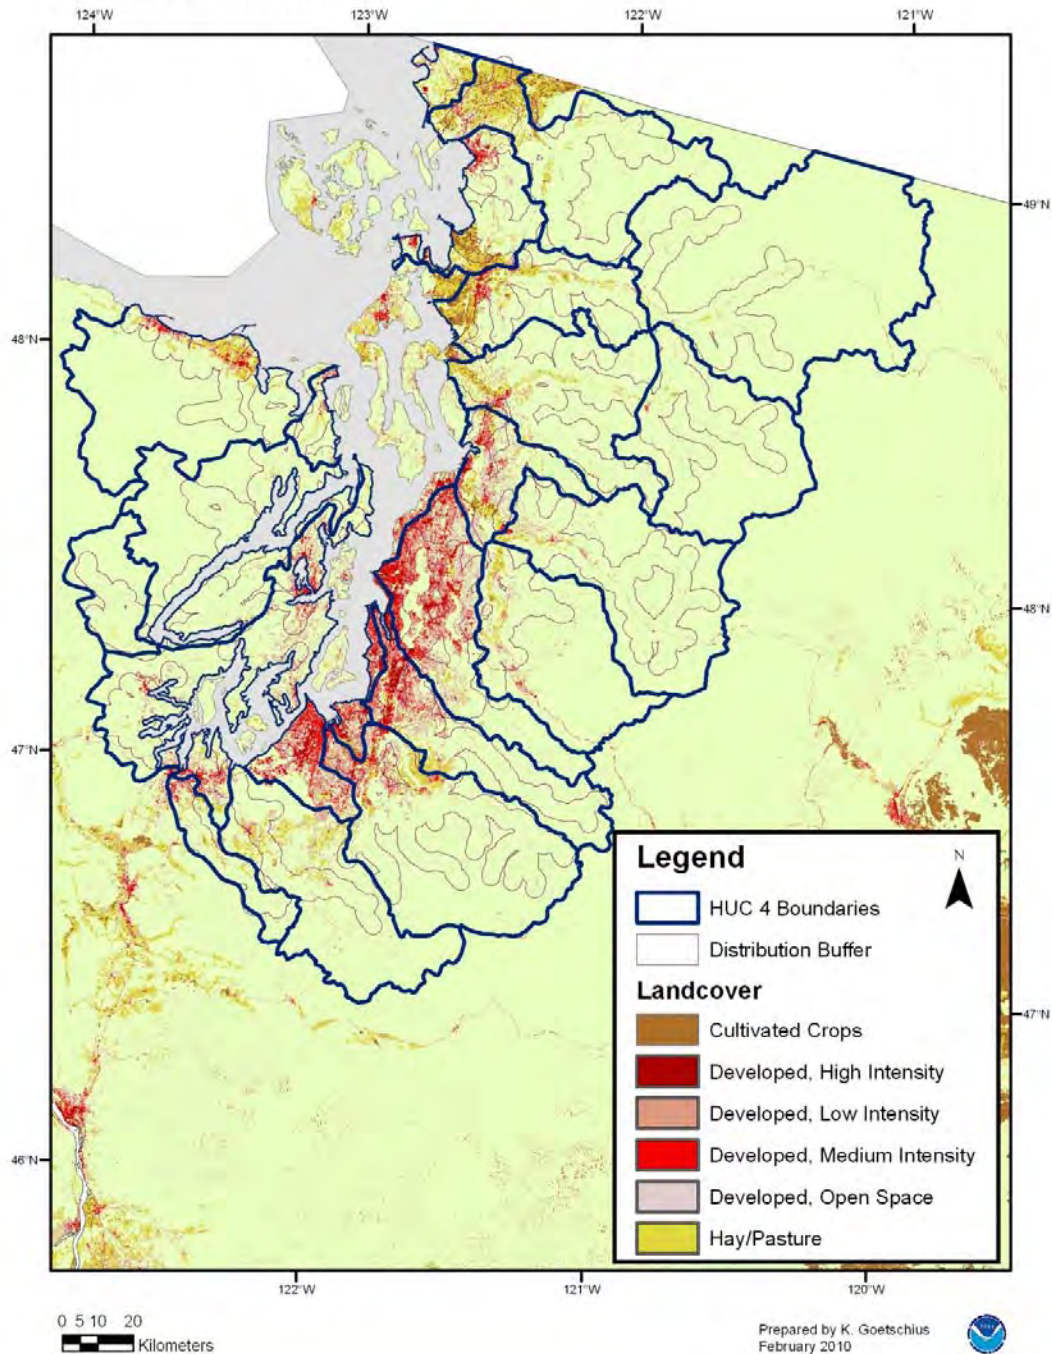 124°W 123°W 122°W 121°W
49°N
48°N
48°N
47°N
47°N
46°N
Legend
N
HUC 4 Boundaries
Distribution Buffer
Landcover
Cultivated Crops
Developed, High Intensity
Developed, Low Intensity
Developed, Medium Intensity
Developed, Open Space
Hay/Pasture
122°W 121°W 120°W
0 5 10 20
Kilometers
Prepared by K. Goetschius
February 2010